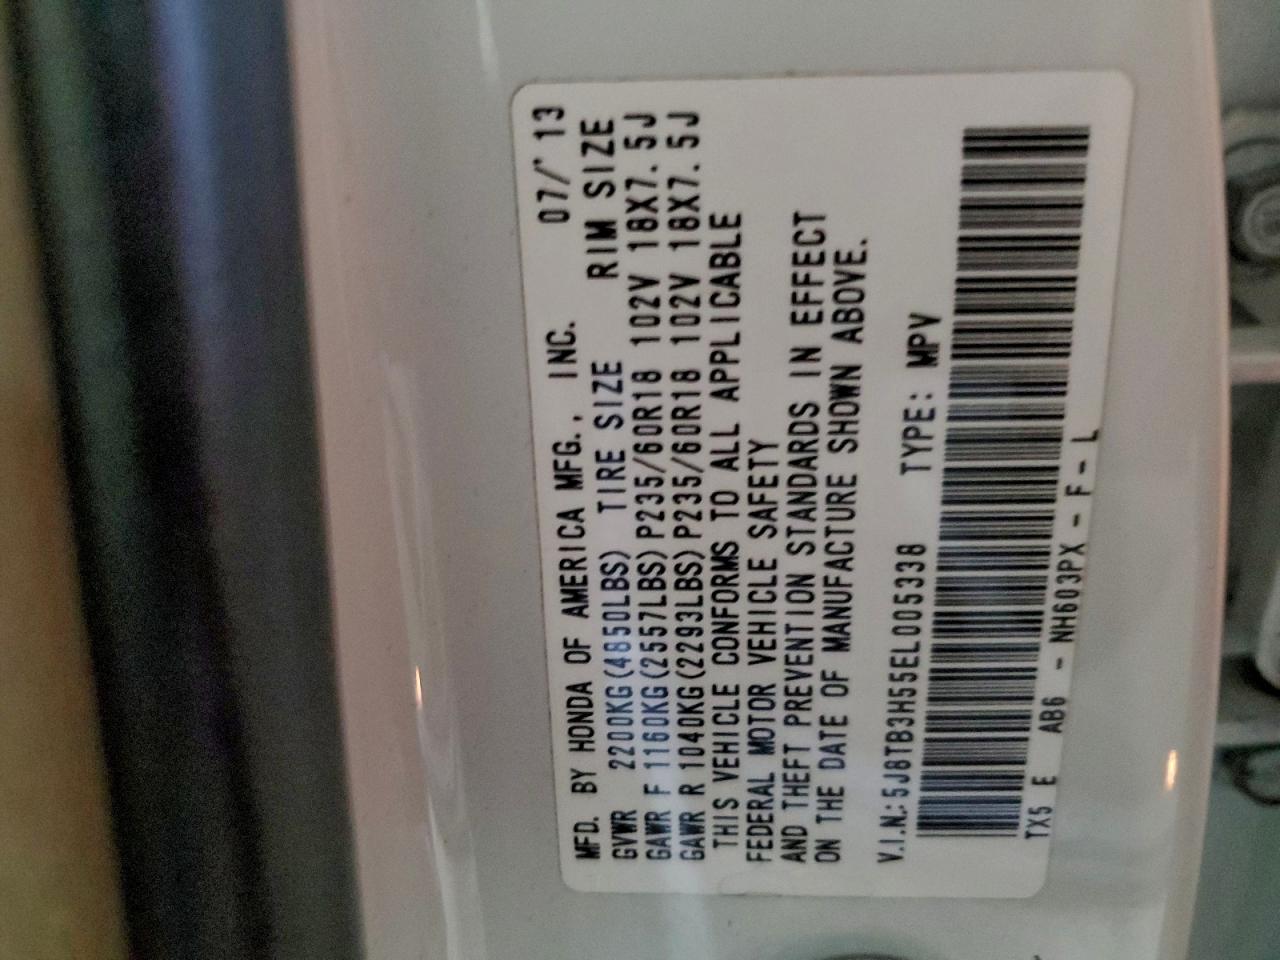 MFD. BY HONDA OF AMERICA MFG., INC. 07/'13
GVWR 2200KG(4850LBS) TIRE SIZE RIM SIZE
GAWR F 1160KG(2557LBS)P235/60R18 102V 18X7.5J
GAWR R 1040KG(2293LBS)P235/60R18 102V 18X7.5J
THIS VEHICLE CONFORMS TO ALL APPLICABLE
FEDERAL MOTOR VEHICLE SAFETY
AND THEFT PREVENTION STANDARDS IN EFFECT
ON THE DATE OF MANUFACTURE SHOWN ABOVE.
V.I.N.:5J8TB3H55EL005338 TYPE: MPV
TX5 E AB6 - NH603PX - F - L